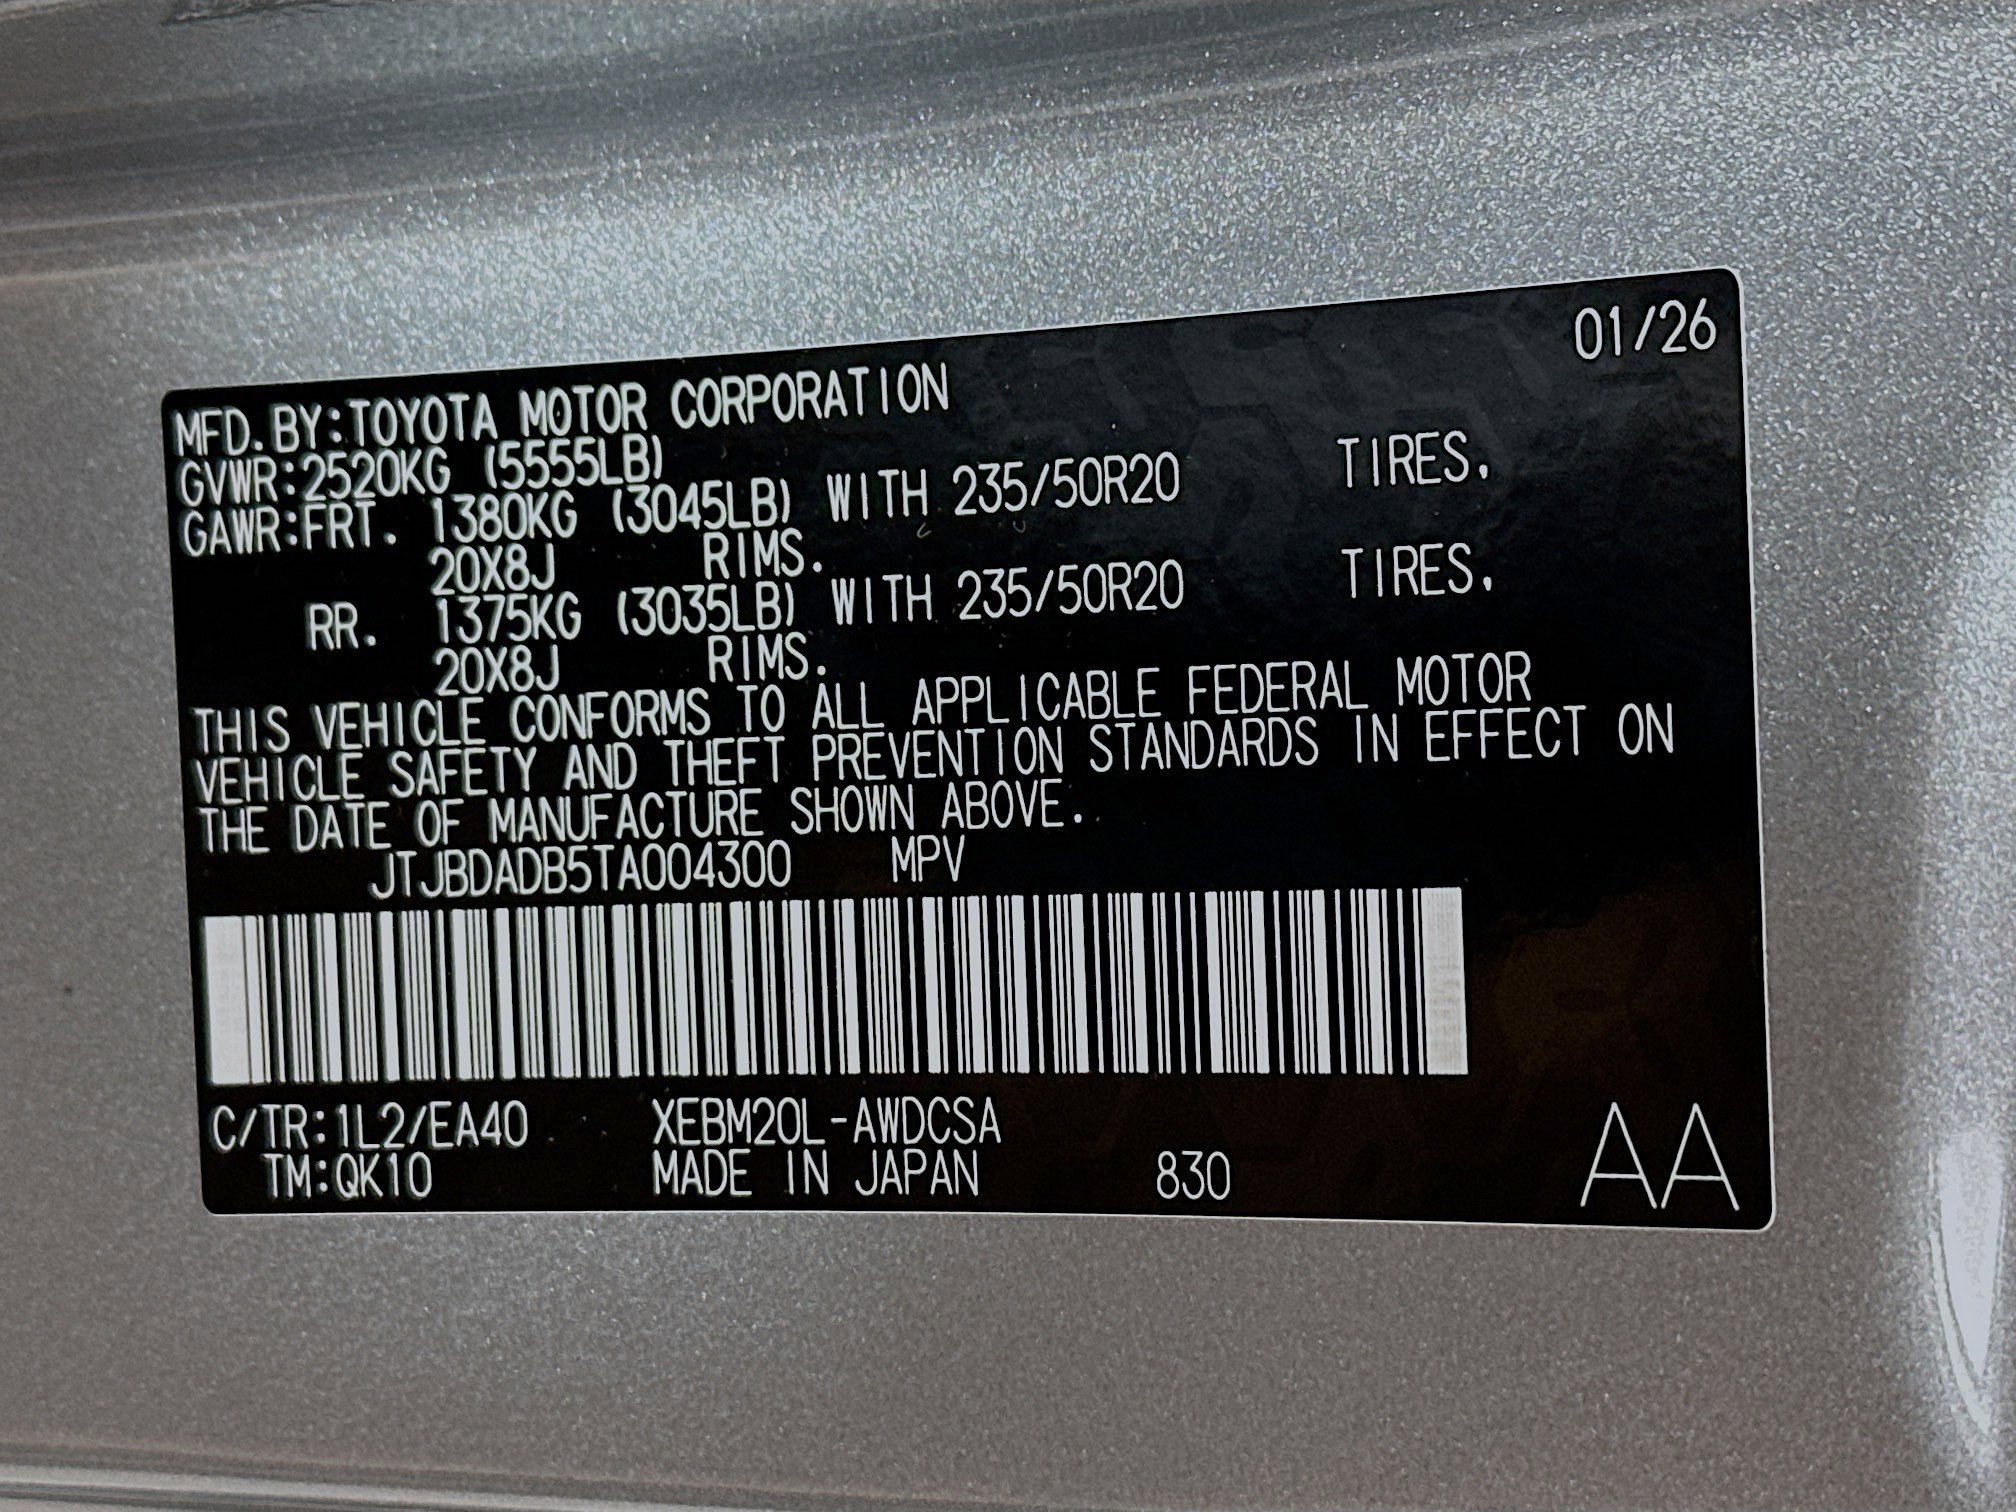 01/26
MFD.BY:TOYOTA MOTOR CORPORATION
GVWR:2520KG (5555LB)
GAWR:FRT. 1380KG (3045LB) WITH 235/50R20 TIRES.
20X8J RIMS.
RR. 1375KG (3035LB) WITH 235/50R20 TIRES.
20X8J RIMS.
THIS VEHICLE CONFORMS TO ALL APPLICABLE FEDERAL MOTOR
VEHICLE SAFETY AND THEFT PREVENTION STANDARDS IN EFFECT ON
THE DATE OF MANUFACTURE SHOWN ABOVE.
JTJBDADB5TA004300 MPV
C/TR:1L2/EA40 XEBM20L-AWDCSA
TM:QK10 MADE IN JAPAN 830 AA